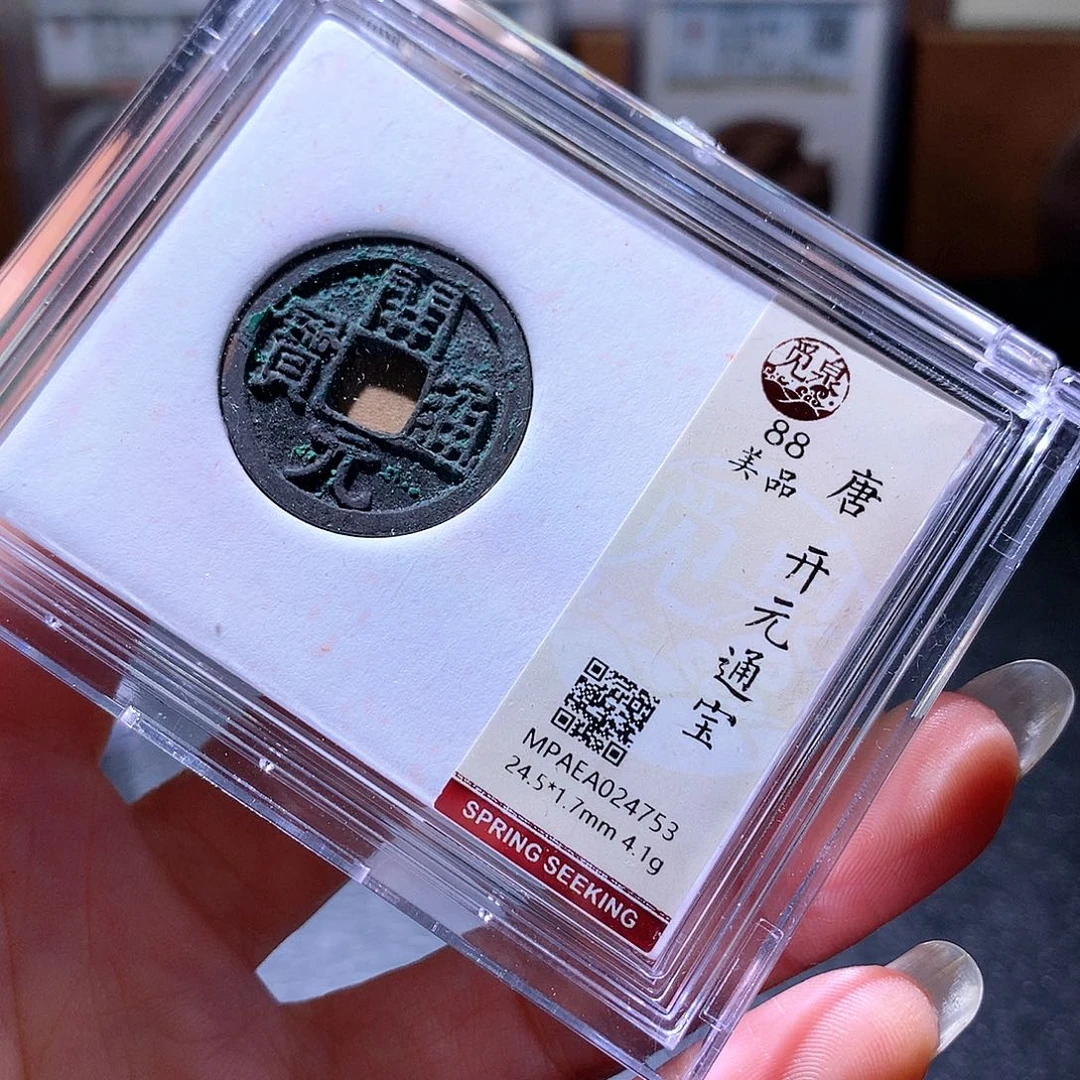 開
通
元
寶
觅泉
88
美品
唐
开元通宝
MPAEA024753
24.5*1.7mm 4.1g
SPRING SEEKING